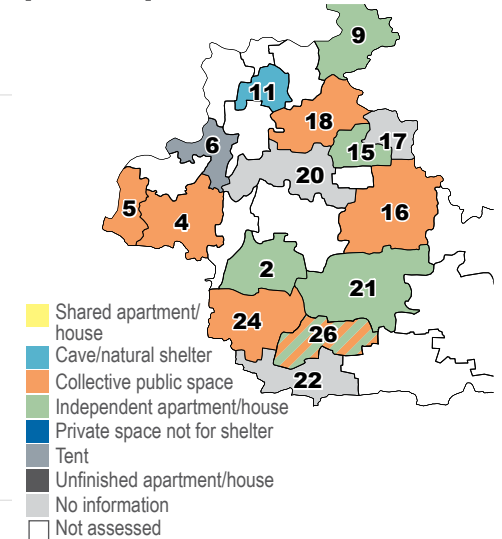 9
11
18
6
15
17
20
5
4
16
2
21
24
26
22
Shared apartment/
house
Cave/natural shelter
Collective public space
Independent apartment/house
Private space not for shelter
Tent
Unfinished apartment/house
No information
Not assessed